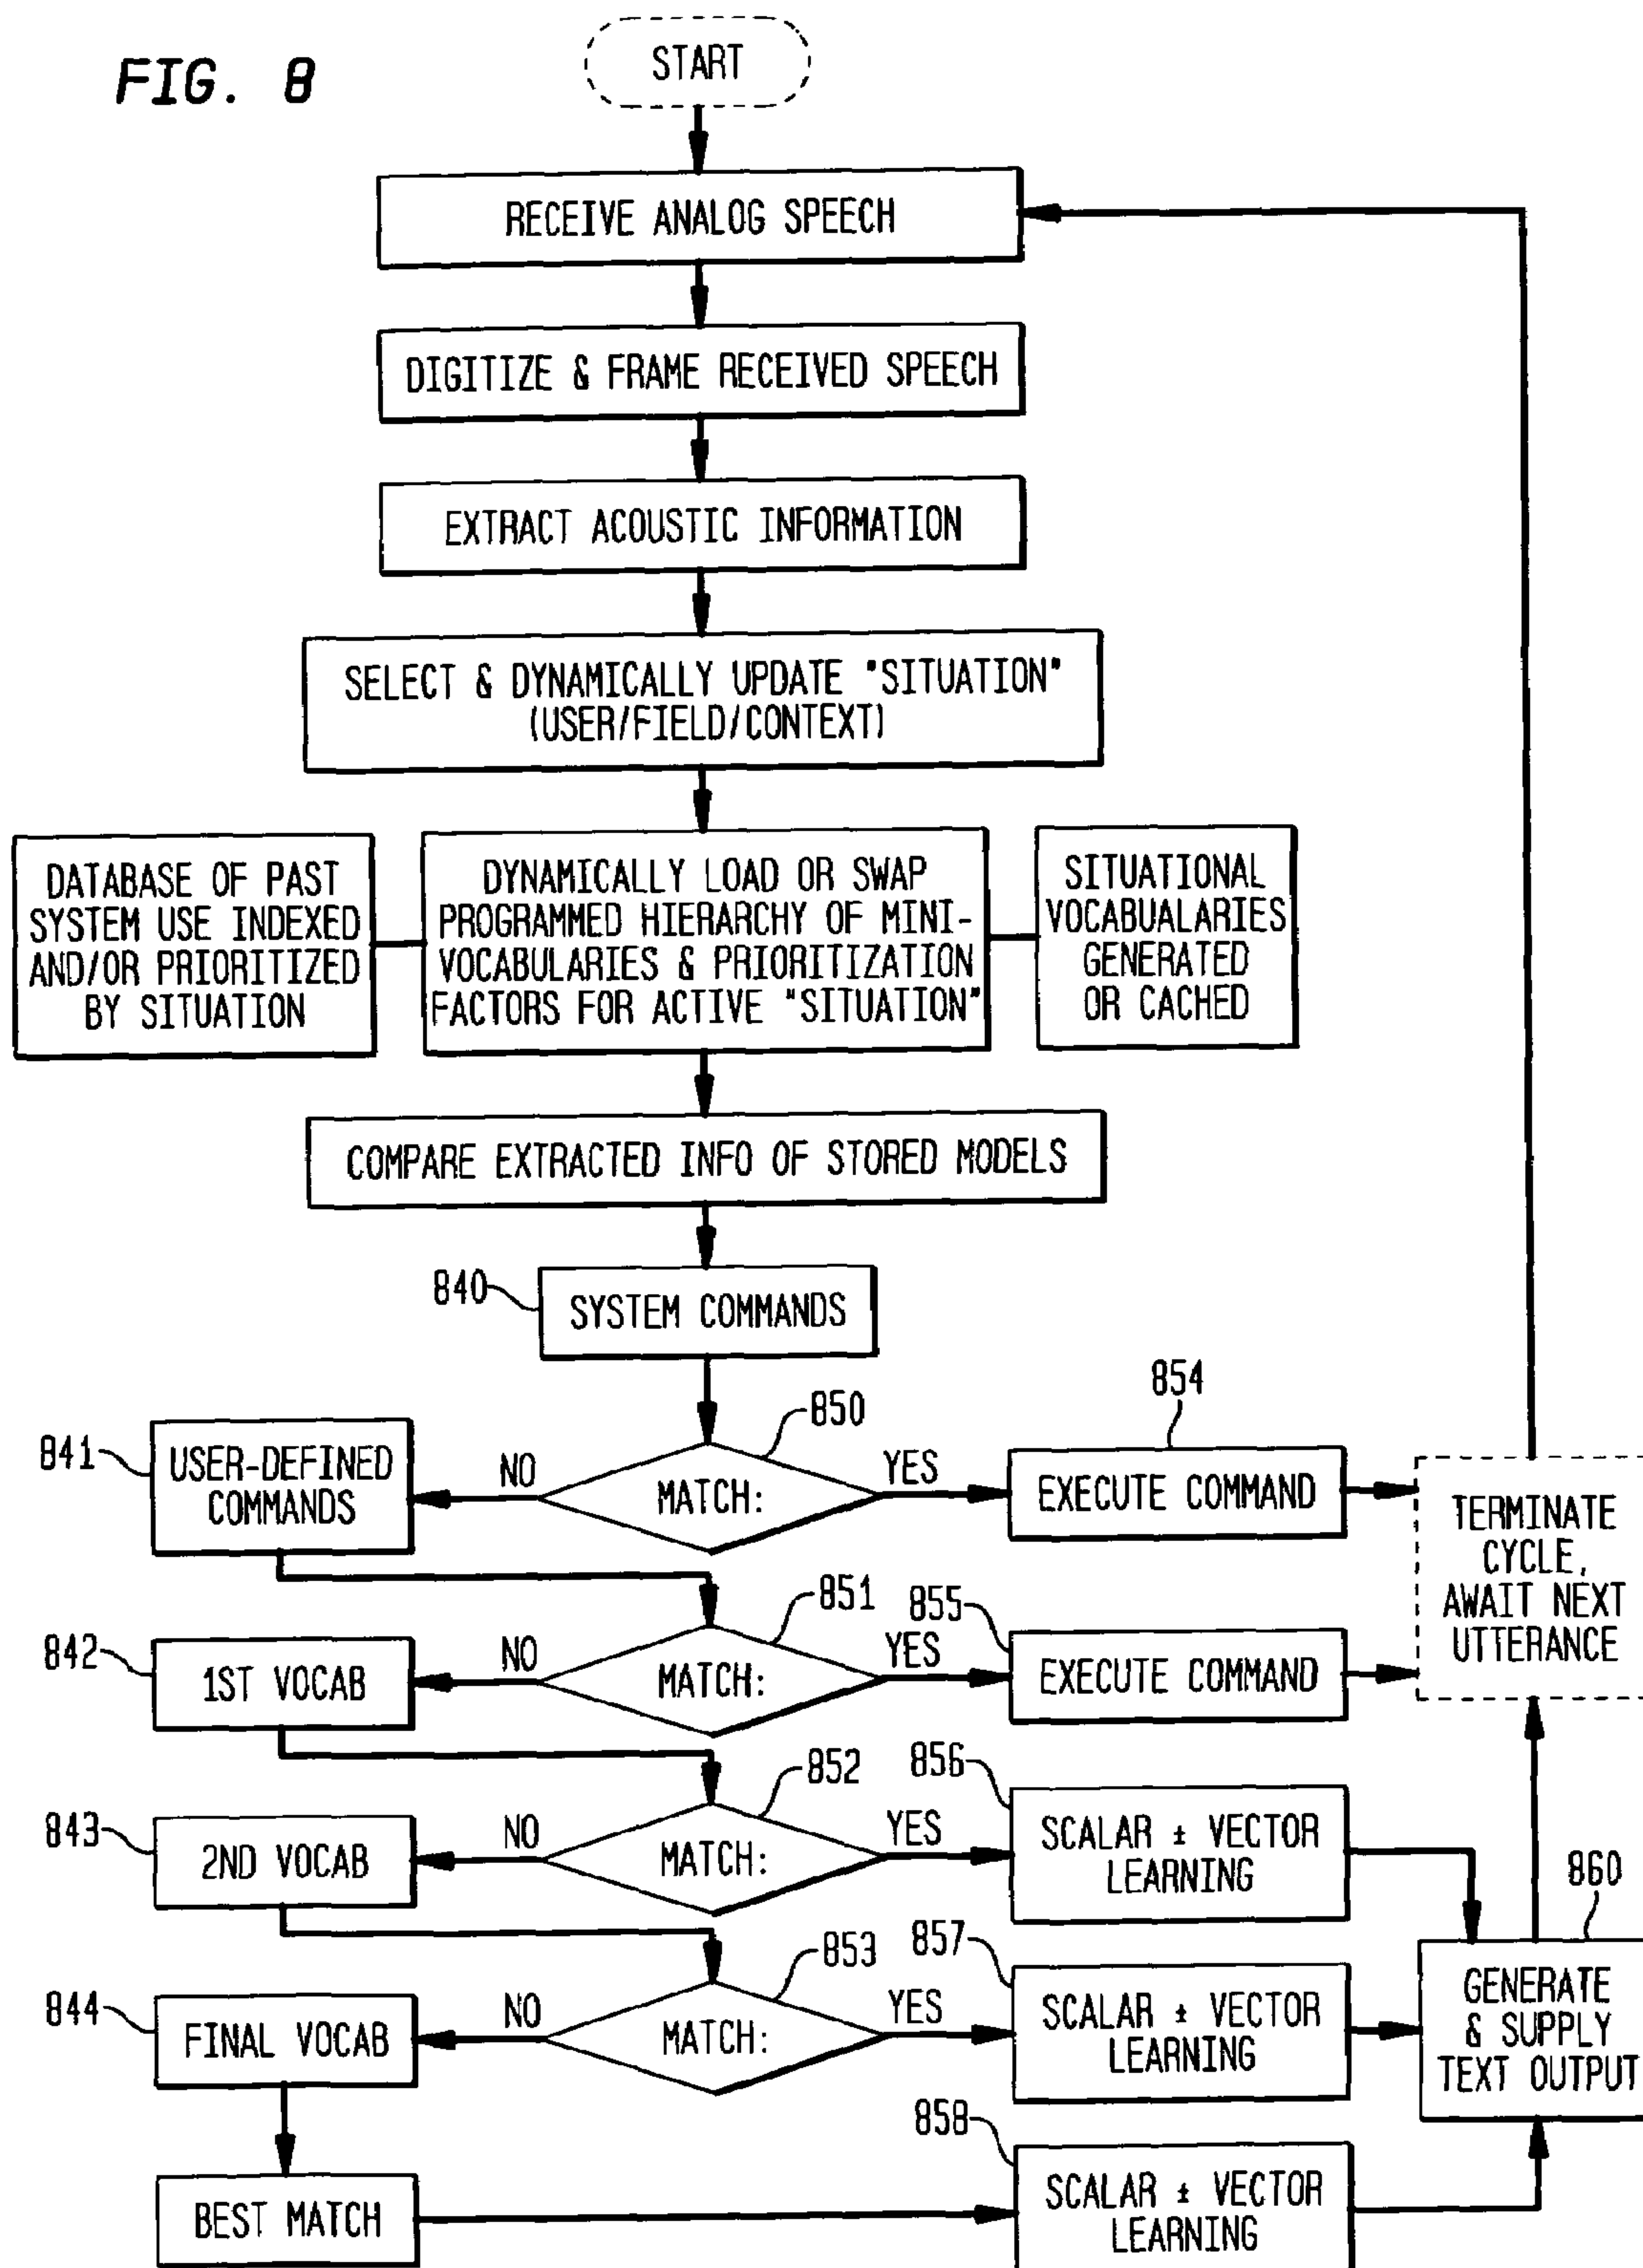 FIG. 8
START
RECEIVE ANALOG SPEECH
DIGITIZE & FRAME RECEIVED SPEECH
EXTRACT ACOUSTIC INFORMATION
SELECT & DYNAMICALLY UPDATE "SITUATION"
(USER/FIELD/CONTEXT)
DATABASE OF PAST
SYSTEM USE INDEXED
AND/OR PRIORITIZED
BY SITUATION
DYNAMICALLY LOAD OR SWAP
PROGRAMMED HIERARCHY OF MINI-
VOCABULARIES & PRIORITIZATION
FACTORS FOR ACTIVE "SITUATION"
SITUATIONAL
VOCABUALARIES
GENERATED
OR CACHED
COMPARE EXTRACTED INFO OF STORED MODELS
840
SYSTEM COMMANDS
841
USER-DEFINED
COMMANDS
NO
MATCH:
850
YES
854
EXECUTE COMMAND
TERMINATE
CYCLE,
AWAIT NEXT
UTTERANCE
842
1ST VOCAB
NO
MATCH:
851
YES
855
EXECUTE COMMAND
843
2ND VOCAB
NO
MATCH:
852
YES
856
SCALAR ± VECTOR
LEARNING
860
GENERATE
& SUPPLY
TEXT OUTPUT
844
FINAL VOCAB
NO
MATCH:
853
YES
857
SCALAR ± VECTOR
LEARNING
BEST MATCH
858
SCALAR ± VECTOR
LEARNING